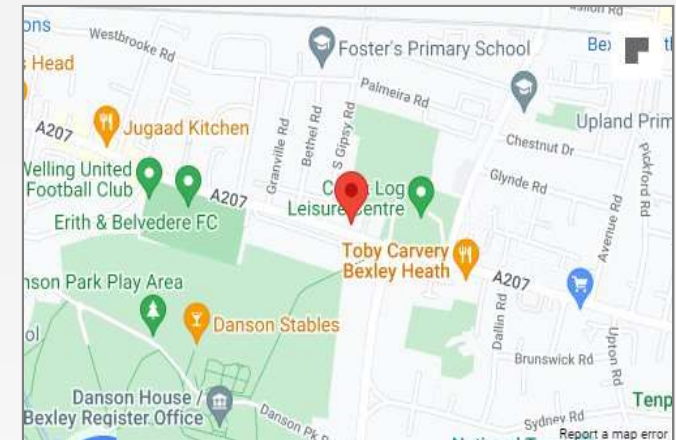 Westbrooke Rd
Foster's Primary School
Head
Palmeira Rd
A207
Jugaad Kitchen
Granville Rd
Bethel Rd
S Gipsy Rd
Upland Prim
Chestnut Dr
Pickford Rd
Welling United
Football Club
A207
Glynde Rd
Log
Leisure Centre
Erith & Belvedere FC
Avenue Rd
Toby Carvery
Bexley Heath
A207
nson Park Play Area
Danson Stables
Dallin Rd
Upton Rd
Brunswick Rd
Danson House /
Bexley Register Office
Danson Pk
Sydney Rd
Tenp
Report a map error